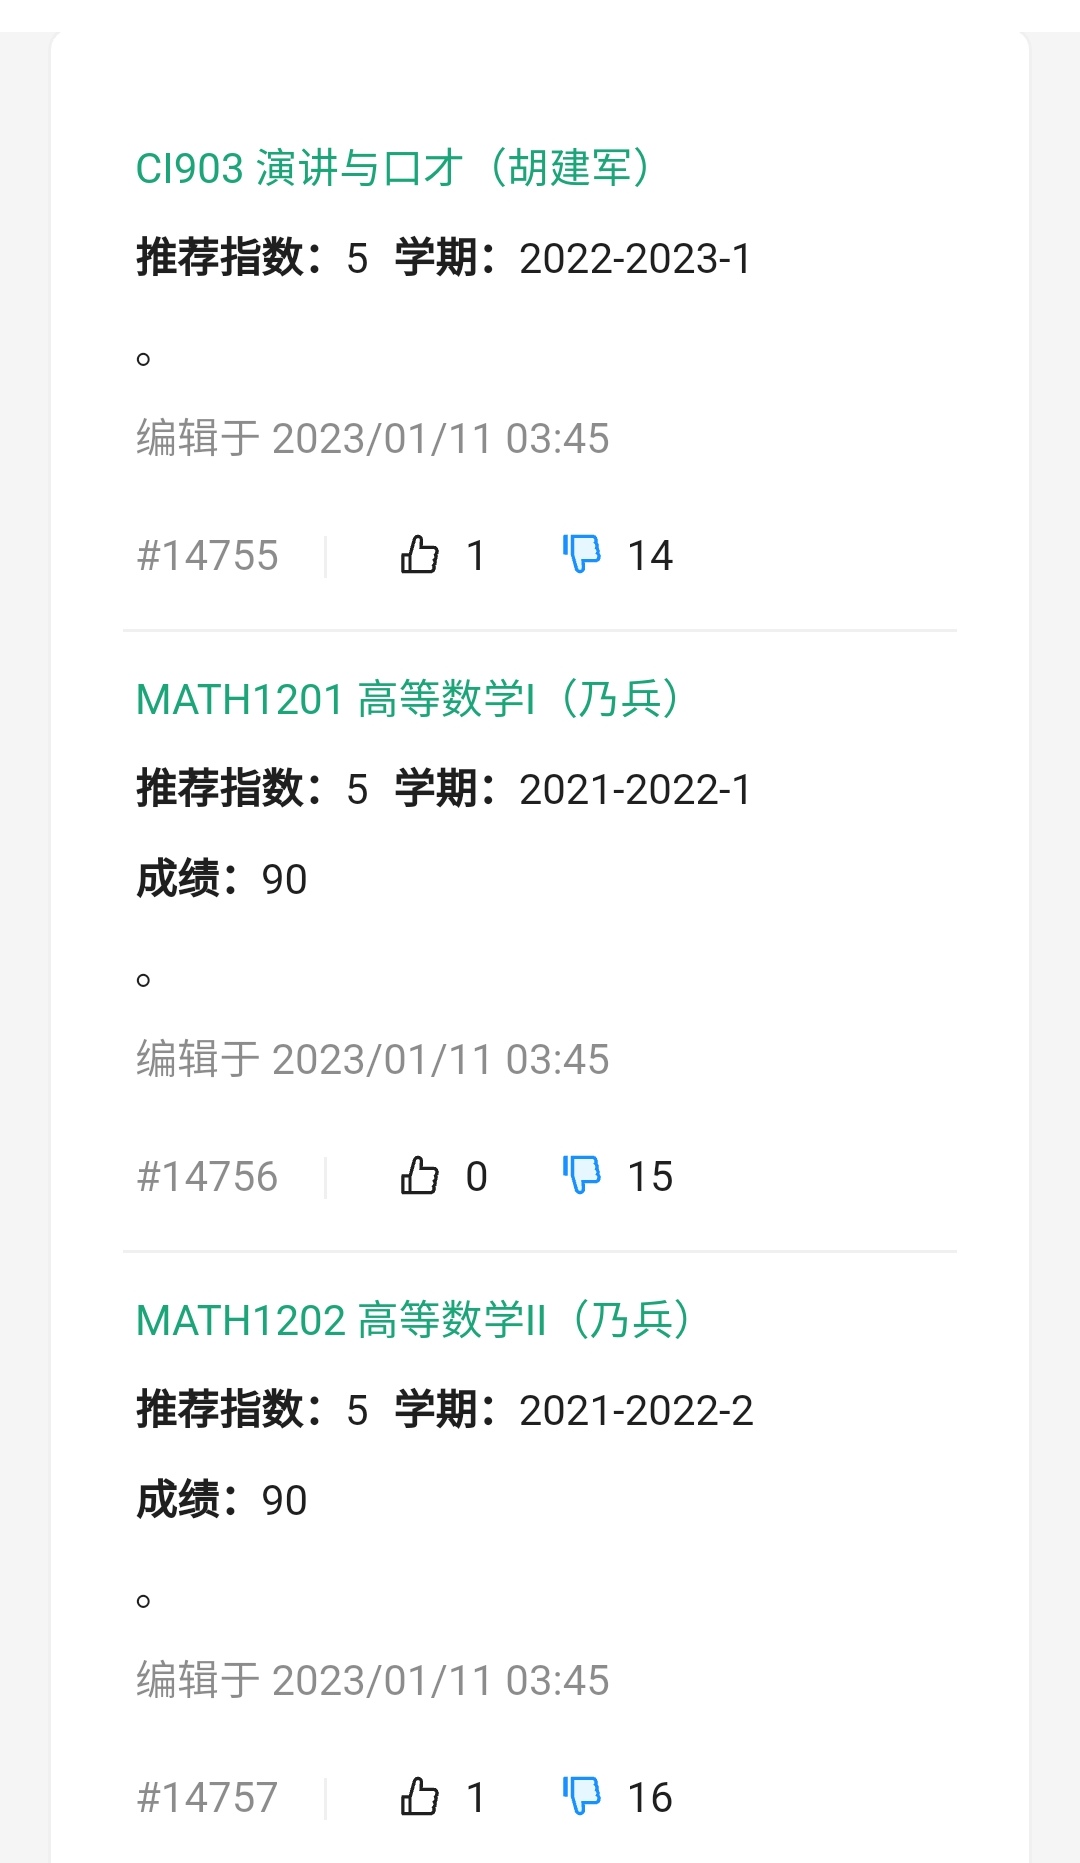 CI903 演讲与口才（胡建军）
推荐指数：5 学期：2022-2023-1
。
编辑于 2023/01/11 03:45
#14755 1 14
MATH1201 高等数学I（乃兵）
推荐指数：5 学期：2021-2022-1
成绩：90
。
编辑于 2023/01/11 03:45
#14756 0 15
MATH1202 高等数学II（乃兵）
推荐指数：5 学期：2021-2022-2
成绩：90
。
编辑于 2023/01/11 03:45
#14757 1 16